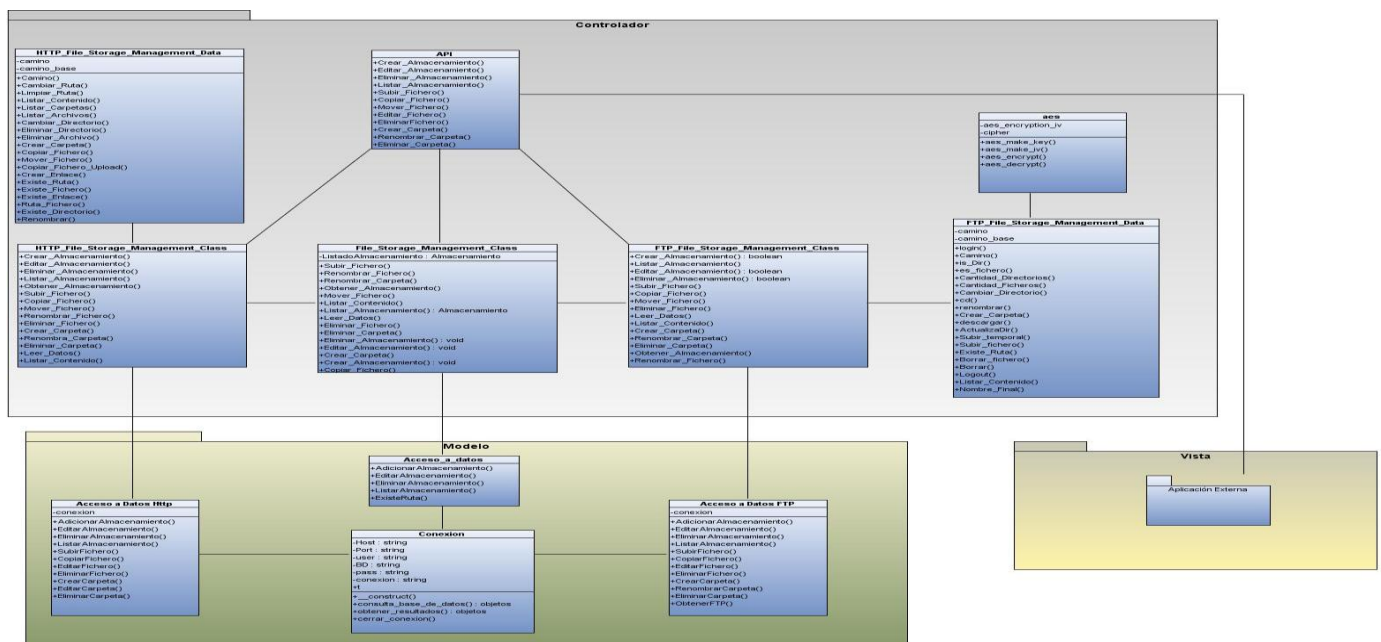 Controlador
HTTP_File_Storage_Management_Data
-camino
-camino_base
+Camino()
+Cambiar_Ruta()
+Limpiar_Ruta()
+Listar_Contenido()
+Listar_Carpetas()
+Listar_Archivos()
+Cambiar_Directorio()
+Eliminar_Directorio()
+Eliminar_Archivo()
+Crear_Carpeta()
+Copiar_Fichero()
+Mover_Fichero()
+Copiar_Fichero_Upload()
+Crear_Enlace()
+Existe_Ruta()
+Existe_Fichero()
+Existe_Enlace()
+Ruta_Fichero()
+Existe_Directorio()
+Renombrar()
API
+Crear_Almacenamiento()
+Editar_Almacenamiento()
+Eliminar_Almacenamiento()
+Listar_Almacenamiento()
+Subir_Fichero()
+Copiar_Fichero()
+Mover_Fichero()
+Editar_Fichero()
+EliminarFichero()
+Crear_Carpeta()
+Renombrar_Carpeta()
+Eliminar_Carpeta()
aes
-aes_encryption_iv
-cipher
+aes_make_key()
+aes_make_iv()
+aes_encrypt()
+aes_decrypt()
HTTP_File_Storage_Management_Class
+Crear_Almacenamiento()
+Editar_Almacenamiento()
+Eliminar_Almacenamiento()
+Listar_Almacenamiento()
+Obtener_Almacenamiento()
+Subir_Fichero()
+Copiar_Fichero()
+Mover_Fichero()
+Renombrar_Fichero()
+Eliminar_Fichero()
+Crear_Carpeta()
+Renombra_Carpeta()
+Eliminar_Carpeta()
+Leer_Datos()
+Listar_Contenido()
File_Storage_Management_Class
-ListadoAlmacenamiento : Almacenamiento
+Subir_Fichero()
+Renombrar_Fichero()
+Renombrar_Carpeta()
+Obtener_Almacenamiento()
+Mover_Fichero()
+Listar_Contenido()
+Listar_Almacenamiento() : Almacenamiento
+Leer_Datos()
+Eliminar_Fichero()
+Eliminar_Carpeta()
+Eliminar_Almacenamiento() : void
+Editar_Almacenamiento() : void
+Crear_Carpeta()
+Crear_Almacenamiento() : void
+Copiar_Fichero()
FTP_File_Storage_Management_Class
+Crear_Almacenamiento() : boolean
+Listar_Almacenamiento()
+Editar_Almacenamiento() : boolean
+Eliminar_Almacenamiento() : boolean
+Subir_Fichero()
+Copiar_Fichero()
+Mover_Fichero()
+Eliminar_Fichero()
+Leer_Datos()
+Listar_Contenido()
+Crear_Carpeta()
+Renombrar_Carpeta()
+Eliminar_Carpeta()
+Obtener_Almacenamiento()
+Renombrar_Fichero()
FTP_File_Storage_Management_Data
-camino
-camino_base
+login()
+Camino()
+is_Dir()
+es_fichero()
+Cantidad_Directorios()
+Cantidad_Ficheros()
+Cambiar_Directorio()
+cd()
+renombrar()
+Crear_Carpeta()
+descargar()
+ActualizaDir()
+Subir_temporal()
+Subir_fichero()
+Existe_Ruta()
+Borrar_fichero()
+Borrar()
+Logout()
+Listar_Contenido()
+Nombre_Final()
Modelo
Acceso_a_datos
+AdicionarAlmacenamiento()
+EditarAlmacenamiento()
+EliminarAlmacenamiento()
+ListarAlmacenamiento()
+ExisteRuta()
Acceso a Datos Http
-conexion
+AdicionarAlmacenamiento()
+EditarAlmacenamiento()
+EliminarAlmacenamiento()
+ListarAlmacenamiento()
+SubirFichero()
+CopiarFichero()
+EditarFichero()
+EliminarFichero()
+CrearCarpeta()
+EditarCarpeta()
+EliminarCarpeta()
Conexion
-Host : string
-Port : string
-user : string
-BD : string
-pass : string
-conexion : string
+t
+__construct()
+consulta_base_de_datos() : objetos
+obtener_resultados() : objetos
+cerrar_conexion()
Acceso a Datos FTP
-conexion
+AdicionarAlmacenamiento()
+EditarAlmacenamiento()
+EliminarAlmacenamiento()
+ListarAlmacenamiento()
+SubirFichero()
+CopiarFichero()
+EditarFichero()
+EliminarFichero()
+CrearCarpeta()
+RenombrarCarpeta()
+EliminarCarpeta()
+ObtenerFTP()
Vista
Aplicación Externa